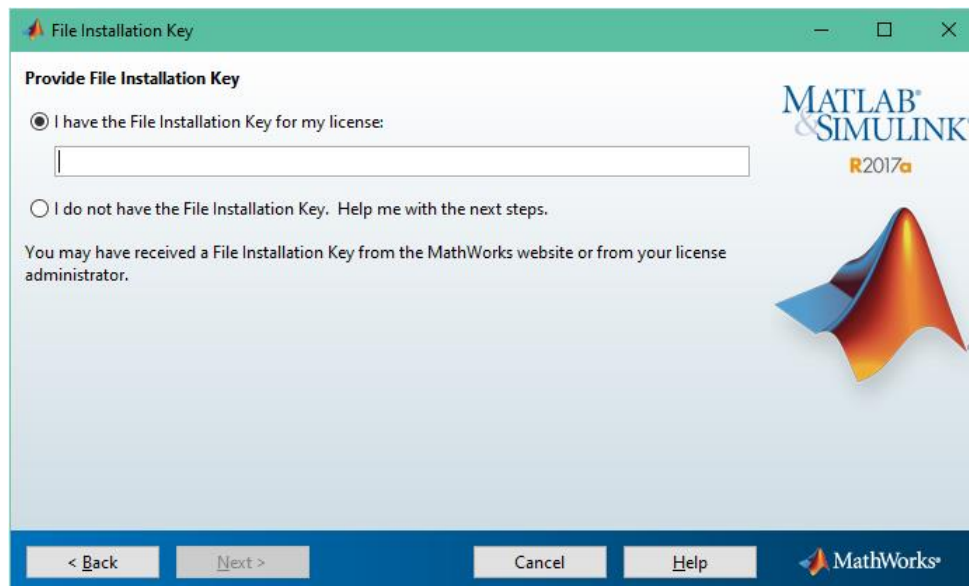 File Installation Key
Provide File Installation Key
I have the File Installation Key for my license:
I do not have the File Installation Key. Help me with the next steps.
You may have received a File Installation Key from the MathWorks website or from your license
administrator.
MATLAB®
&SIMULINK®
R2017a
< Back
Next >
Cancel
Help
MathWorks®